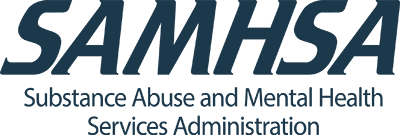 SAMHSA
Substance Abuse and Mental Health
Services Administration